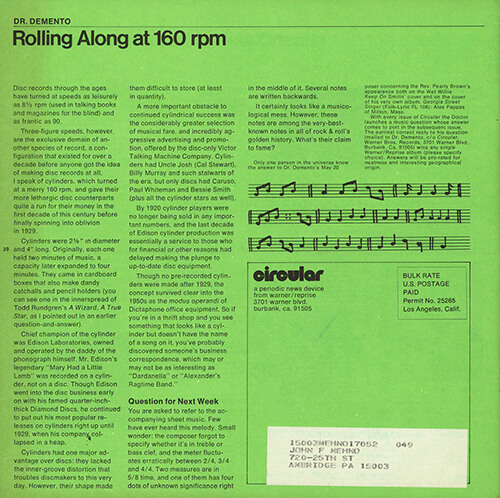 DR. DEMENTO
Rolling Along at 160 rpm
Disc records through the ages
have turned at speeds as leisurely
as 8⅓ rpm (used in talking books
and magazines for the blind) and
as frantic as 90.
Three-figure speeds, however,
are the exclusive domain of an-
other species of record, a con-
figuration that existed for over a
decade before anyone got the idea
of making disc records at all.
I speak of cylinders, which turned
at a merry 160 rpm, and gave their
more lethargic disc counterparts
quite a run for their money in the
first decade of this century before
finally spinning into oblivion
in 1929.
Cylinders were 2¼" in diameter
20
and 4" long. Originally, each one
held two minutes of music, a
capacity later expanded to four
minutes. They came in cardboard
boxes that also make dandy
catchalls and pencil holders (you
can see one in the innerspread of
Todd Rundgren's A Wizard, A True
Star, as I pointed out in an earlier
question-and-answer).
Chief champion of the cylinder
was Edison Laboratories, owned
and operated by the daddy of the
phonograph himself. Mr. Edison's
legendary "Mary Had a Little
Lamb" was recorded on a cylin-
der, not on a disc. Though Edison
went into the disc business early
on with his famed quarter-inch-
thick Diamond Discs, he continued
to put out his most popular re-
leases on cylinders right up until
1929, when his company col-
lapsed in a heap.
Cylinders had one major ad-
vantage over discs: they lacked
the inner-groove distortion that
troubles discmakers to this very
day. However, their shape made
them difficult to store (at least
in quantity).
A more important obstacle to
continued cylindrical success was
the considerably greater selection
of musical fare, and incredibly ag-
gressive advertising and promo-
tion, offered by the disc-only Victor
Talking Machine Company. Cylin-
ders had Uncle Josh (Cal Stewart),
Billy Murray and such stalwarts of
the era, but only discs had Caruso,
Paul Whiteman and Bessie Smith
(plus all the cylinder stars as well).
By 1920 cylinder players were
no longer being sold in any impor-
tant numbers, and the last decade
of Edison cylinder production was
essentially a service to those who
for financial or other reasons had
delayed making the plunge to
up-to-date disc equipment.
Though no pre-recorded cylin-
ders were made after 1929, the
concept survived clear into the
1950s as the modus operandi of
Dictaphone office equipment. So if
you're in a thrift shop and you see
something that looks like a cyl-
inder but doesn't have the name
of a song on it, you've probably
discovered someone's business
correspondence, which may or
may not be as interesting as
"Dardanella" or "Alexander's
Ragtime Band."
Question for Next Week
You are asked to refer to the ac-
companying sheet music. Few
have ever heard this melody. Small
wonder: the composer forgot to
specify whether it's in treble or
bass clef, and the meter fluctu-
ates erratically between 2/4, 3/4
and 4/4. Two measures are in
5/8 time, and one of them has four
dots of unknown significance right
in the middle of it. Several notes
are written backwards.
It certainly looks like a musico-
logical mess. However, these
notes are among the very best-
known notes in all of rock & roll's
golden history. What's their claim
to fame?
Only one person in the universe know
the answer to Dr. Demento's May 20
poser concerning the Rev. Pearly Brown's
appearance both on the Wet Willie
Keep On Smilin' cover and on the cover
of his very own album, Georgia Street
Singer (Folk-Lyric FL 108): Alex Pappas
of Milton, Mass.
With every issue of Circular the Doctor
launches a music question whose answer
comes to port in the subsequent issue.
The earliest correct reply to his question
(mailed to Dr. Demento, c/o Circular,
Warner Bros. Records, 3701 Warner Blvd.,
Burbank, Ca. 91505) wins any single
Warner/Reprise album (please specify
choice). Answers will be pro-rated for
neatness and interesting geographical
origin.
circular
a periodic news device
from warner/reprise
3701 warner blvd.
burbank, ca. 91505
BULK RATE
U.S. POSTAGE
PAID
Permit No. 25265
Los Angeles, Calif.
15003WEHNO17052 049
JOHN F WEHNO
720-25TH ST
AMBRIDGE PA 15003